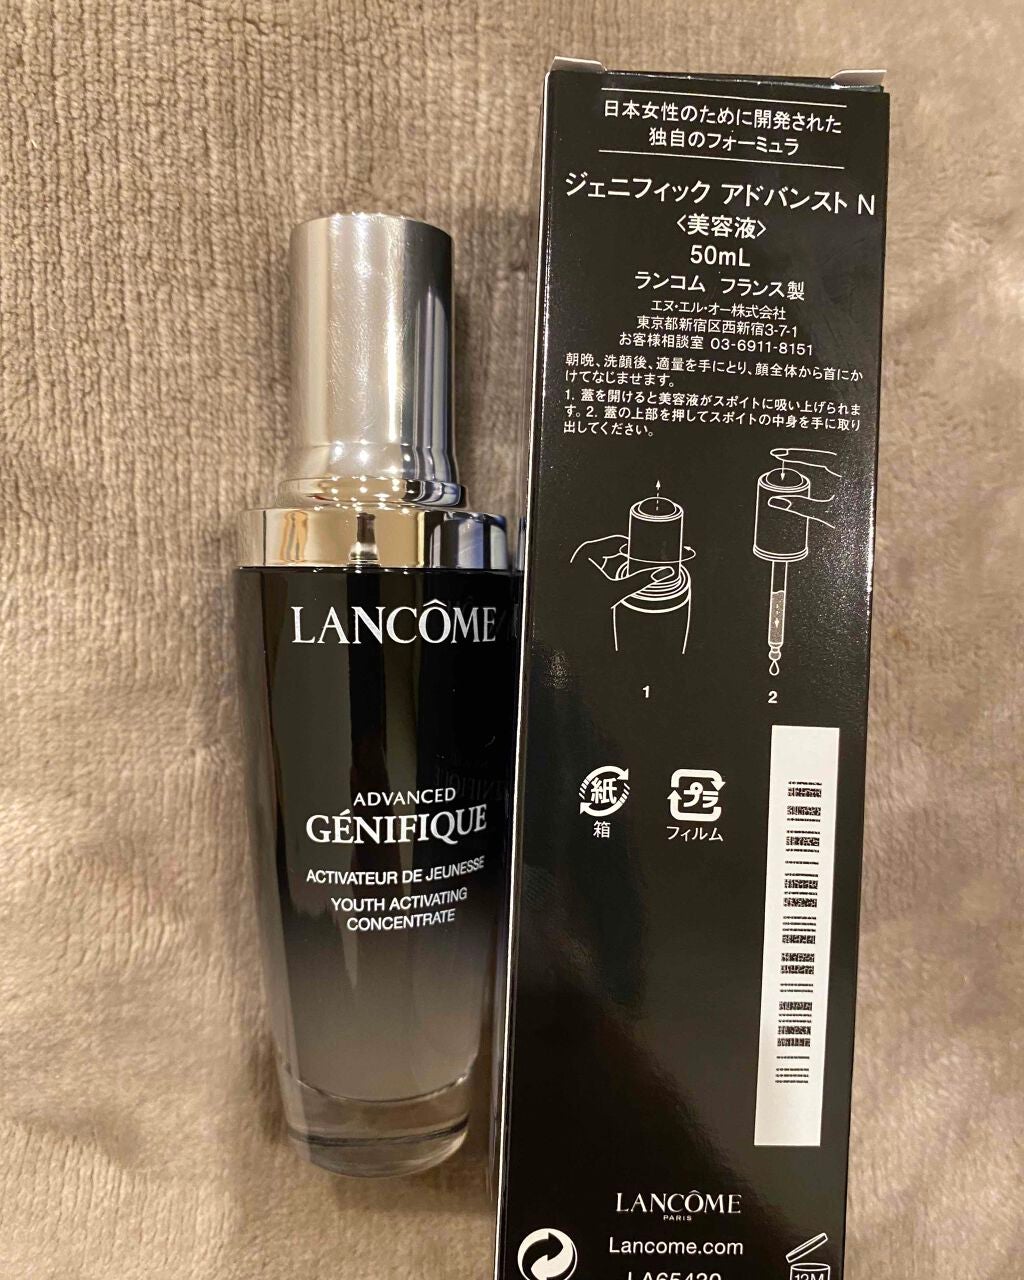 LANCÔME
ADVANCED
GÉNIFIQUE
ACTIVATEUR DE JEUNESSE
YOUTH ACTIVATING
CONCENTRATE
日本女性のために開発された
独自のフォーミュラ
ジェニフィック アドバンスト N
〈美容液〉
50mL
ランコム フランス製
エヌ・エル・オー株式会社
東京都新宿区西新宿3-7-1
お客様相談室 03-6911-8151
朝晩、洗顔後、適量を手にとり、顔全体から首にか
けてなじませます。
1. 蓋を開けると美容液がスポイトに吸い上げられま
す。2. 蓋の上部を押してスポイトの中身を手に取り
出してください。
1
2
紙
箱
プラ
フィルム
LANCÔME
PARIS
Lancome.com
LA65420
12M